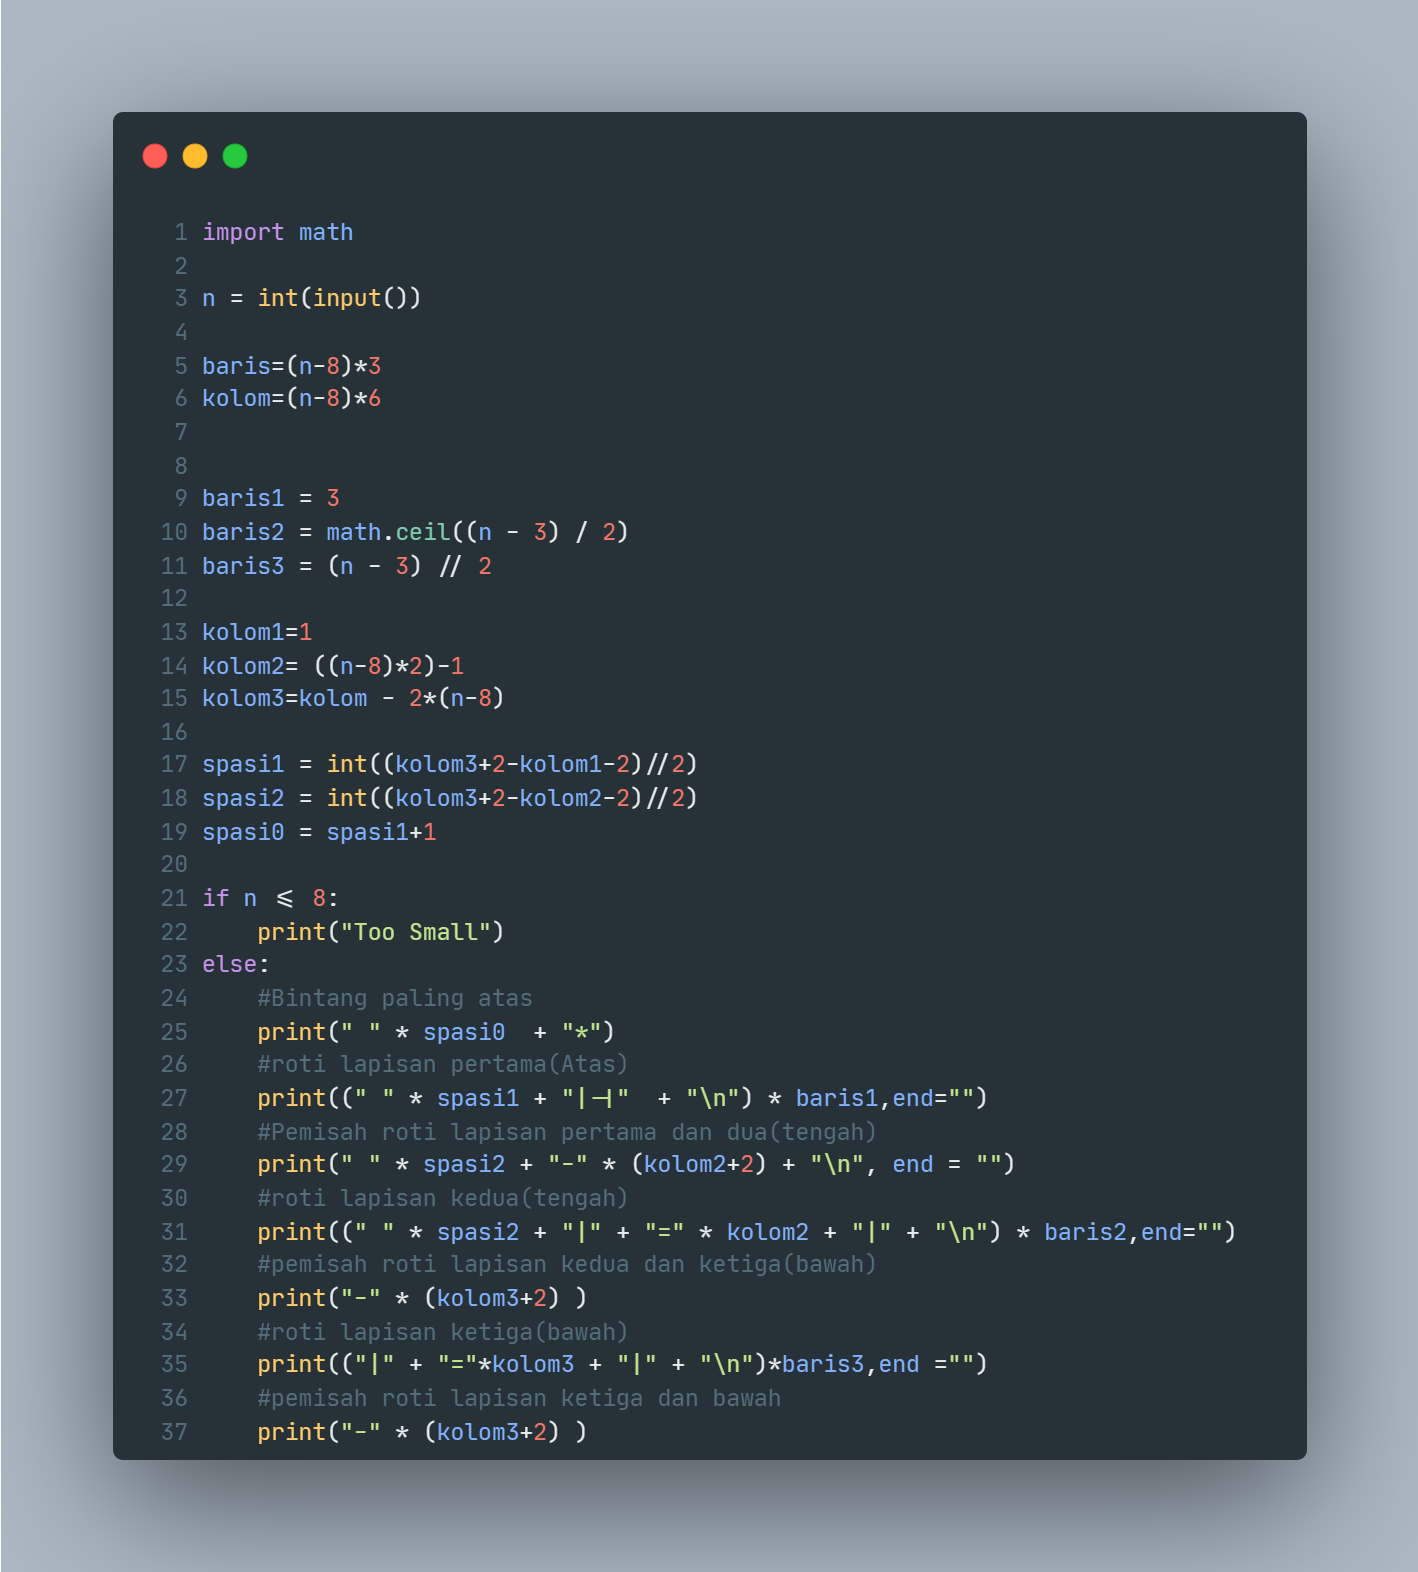 1 import math
2
3 n = int(input())
4
5 baris=(n-8)*3
6 kolom=(n-8)*6
7
8
9 baris1 = 3
10 baris2 = math.ceil((n - 3) / 2)
11 baris3 = (n - 3) // 2
12
13 kolom1=1
14 kolom2= ((n-8)*2)-1
15 kolom3=kolom - 2*(n-8)
16
17 spasi1 = int((kolom3+2-kolom1-2)//2)
18 spasi2 = int((kolom3+2-kolom2-2)//2)
19 spasi0 = spasi1+1
20
21 if n <= 8:
22     print("Too Small")
23 else:
24     #Bintang paling atas
25     print(" " * spasi0  + "*")
26     #roti lapisan pertama(Atas)
27     print((" " * spasi1 + "|-|"  + "\n") * baris1,end="")
28     #Pemisah roti lapisan pertama dan dua(tengah)
29     print(" " * spasi2 + "-" * (kolom2+2) + "\n", end = "")
30     #roti lapisan kedua(tengah)
31     print((" " * spasi2 + "|" + "=" * kolom2 + "|" + "\n") * baris2,end="")
32     #pemisah roti lapisan kedua dan ketiga(bawah)
33     print("-" * (kolom3+2) )
34     #roti lapisan ketiga(bawah)
35     print(("|" + "="*kolom3 + "|" + "\n")*baris3,end ="")
36     #pemisah roti lapisan ketiga dan bawah
37     print("-" * (kolom3+2) )